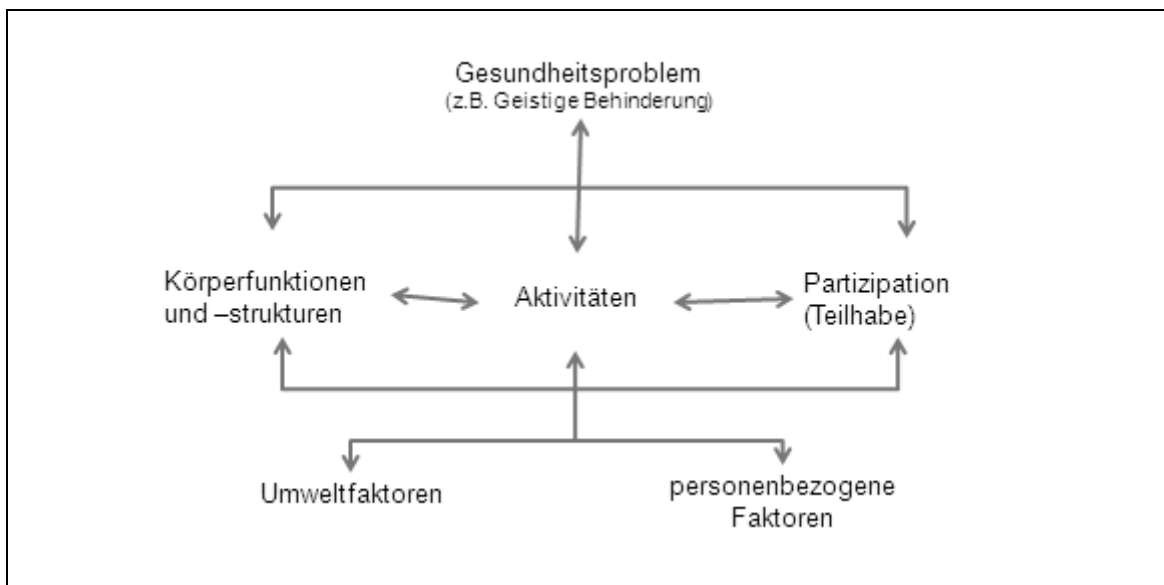 Gesundheitsproblem
(z.B. Geistige Behinderung)
Körperfunktionen
und –strukturen
Aktivitäten
Partizipation
(Teilhabe)
Umweltfaktoren
personenbezogene
Faktoren